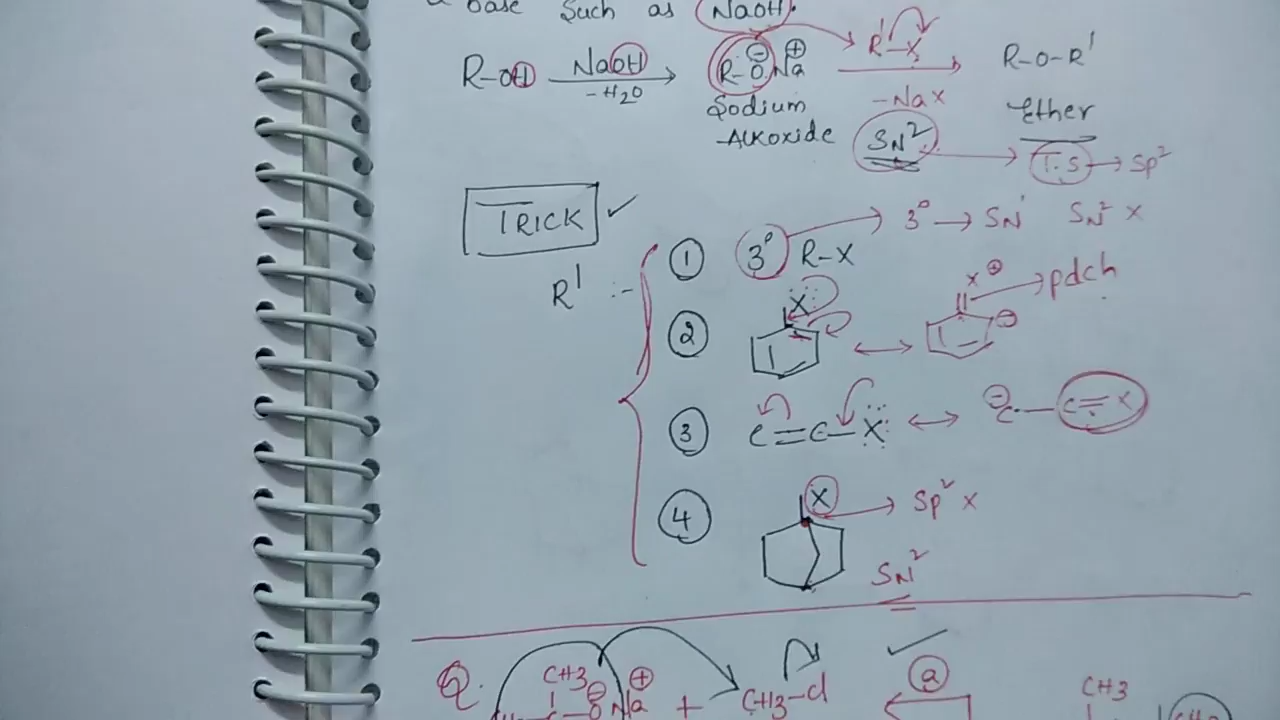 a base Such as NaOH.
R-OH NaOH -H2O → R-O⊖ Na⊕ R'-X -NaX → R-O-R'
Sodium Alkoxide SN² Ether
T.S → Sp²
TRICK ✓
R' :-
① 3° R-X 3° → SN' SN² X
② X ↔ X⊕ ⊖ → pdch
③ C=C-X ↔ ⊖C-C=X
④ X → Sp² X
SN²
Q. CH3 a CH3
C-O⊖ Na⊕ + CH3-Cl